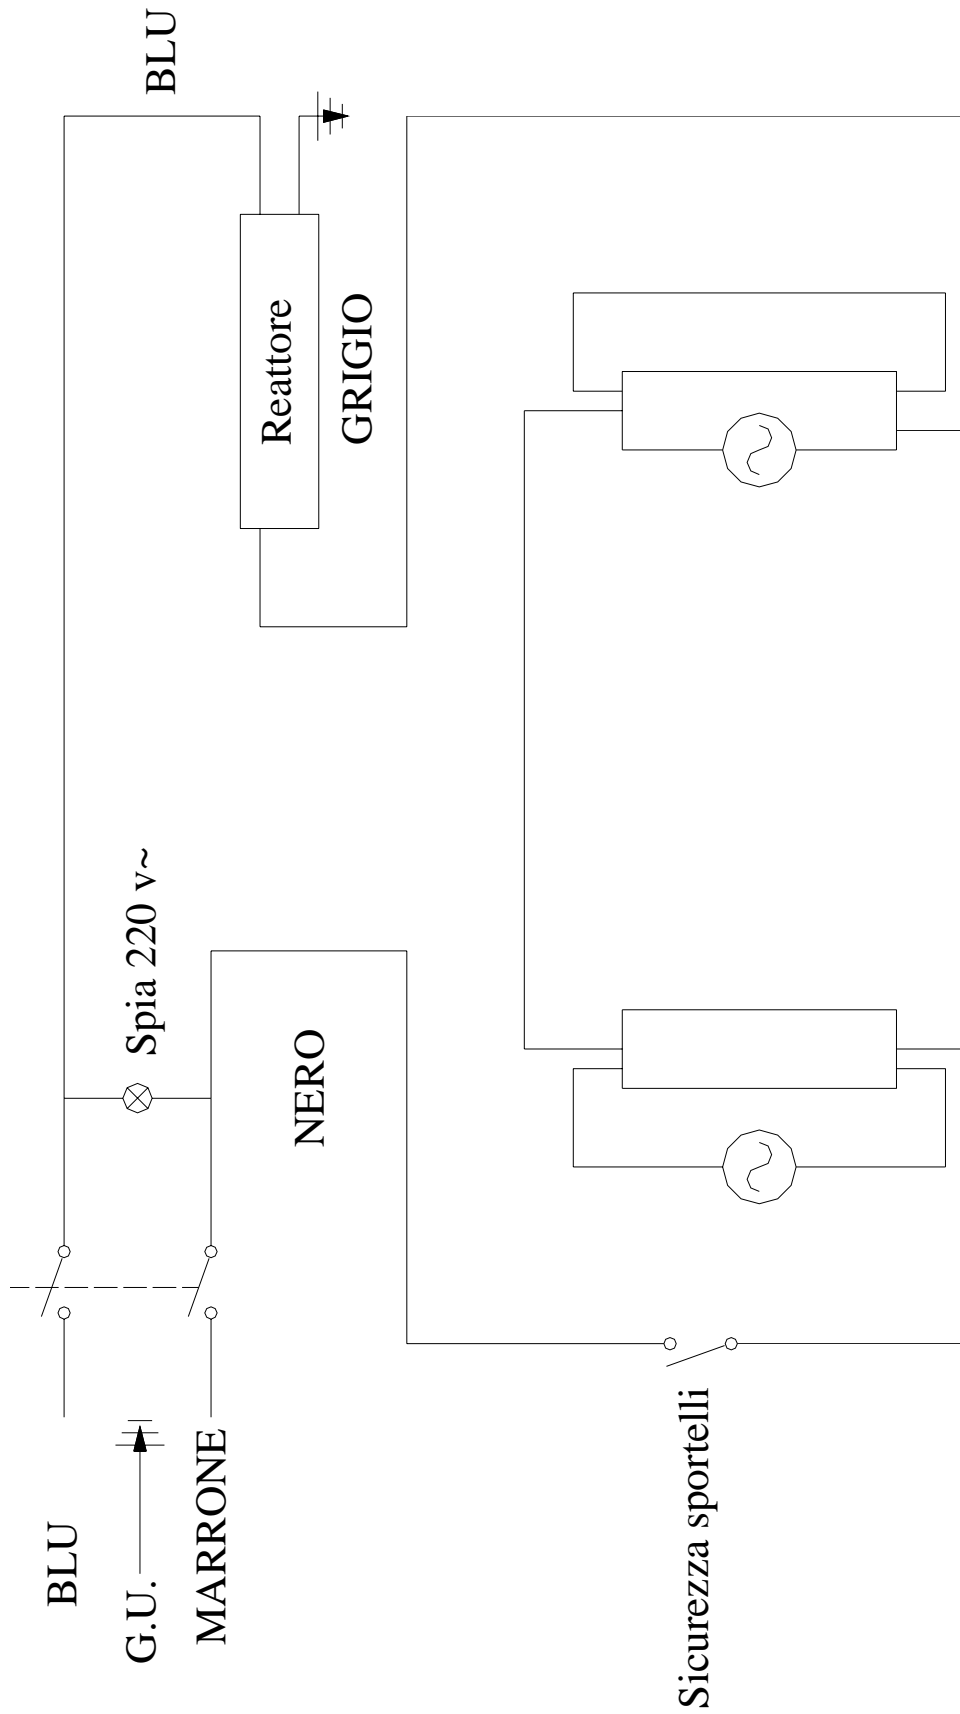 BLU
G.U.
MARRONE
NERO
Spia 220 v~
Reattore
GRIGIO
BLU
Sicurezza sportelli